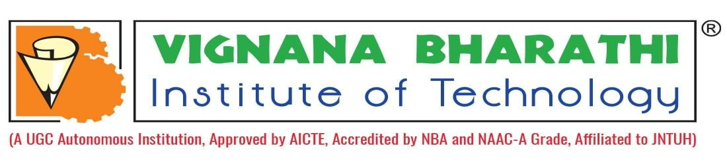 VIGNANA BHARATHI ®
Institute of Technology
(A UGC Autonomous Institution, Approved by AICTE, Accredited by NBA and NAAC-A Grade, Affiliated to JNTUH)